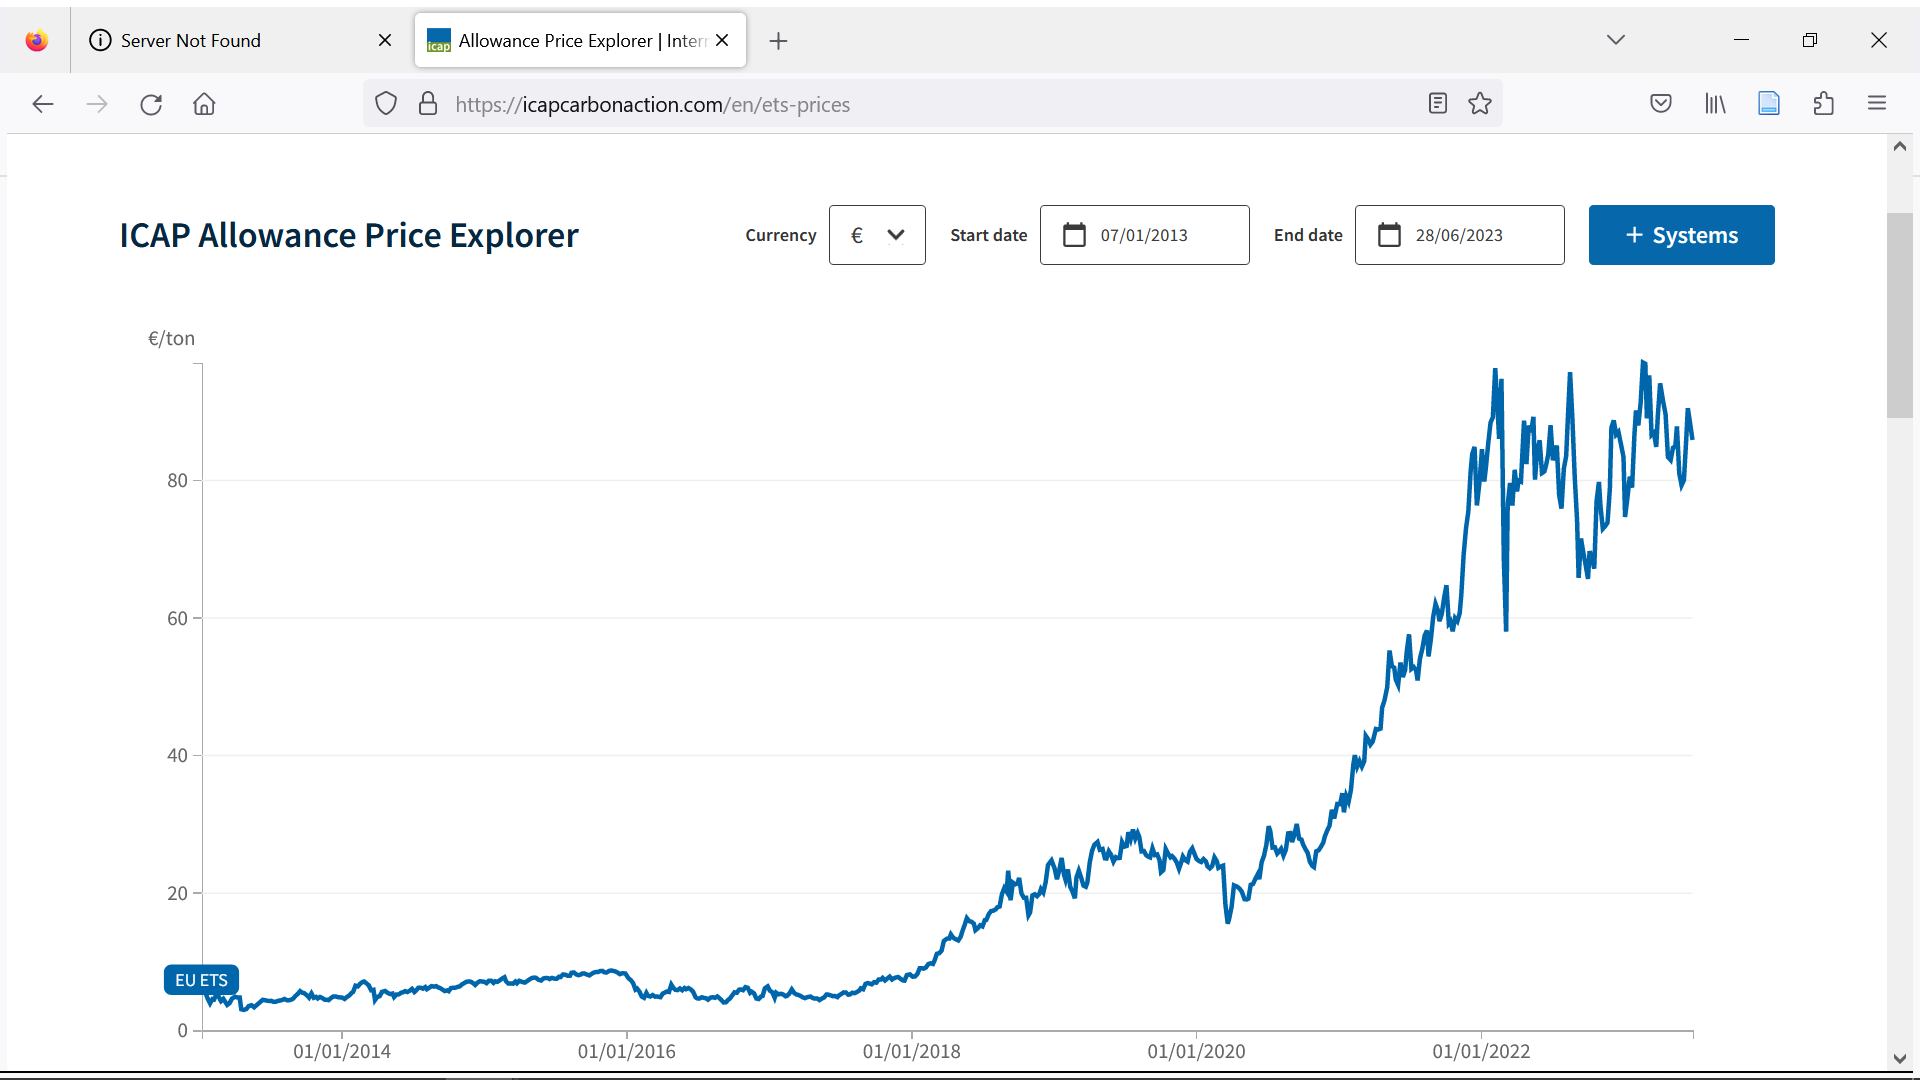 Server Not Found
icap Allowance Price Explorer | Inter
https://icapcarbonaction.com/en/ets-prices
ICAP Allowance Price Explorer
Currency € Start date 07/01/2013 End date 28/06/2023 + Systems
€/ton
80
60
40
20
EU ETS
0
01/01/2014 01/01/2016 01/01/2018 01/01/2020 01/01/2022